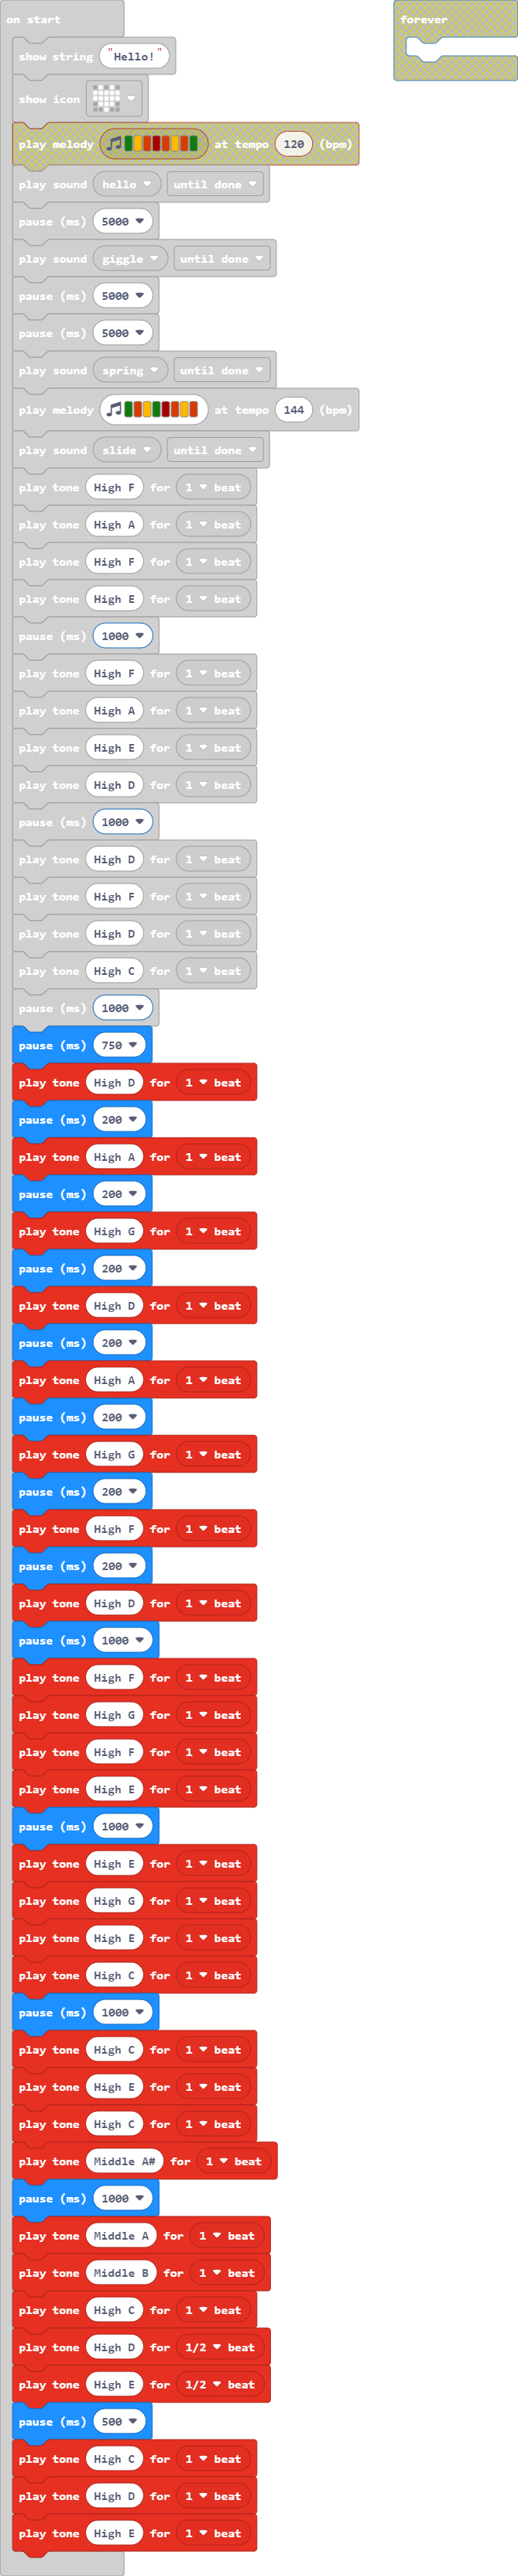 on start
forever
show string "Hello!"
show icon
play melody at tempo 120 (bpm)
play sound hello until done
pause (ms) 5000
play sound giggle until done
pause (ms) 5000
pause (ms) 5000
play sound spring until done
play melody at tempo 144 (bpm)
play sound slide until done
play tone High F for 1 beat
play tone High A for 1 beat
play tone High F for 1 beat
play tone High E for 1 beat
pause (ms) 1000
play tone High F for 1 beat
play tone High A for 1 beat
play tone High E for 1 beat
play tone High D for 1 beat
pause (ms) 1000
play tone High D for 1 beat
play tone High F for 1 beat
play tone High D for 1 beat
play tone High C for 1 beat
pause (ms) 1000
pause (ms) 750
play tone High D for 1 beat
pause (ms) 200
play tone High A for 1 beat
pause (ms) 200
play tone High G for 1 beat
pause (ms) 200
play tone High D for 1 beat
pause (ms) 200
play tone High A for 1 beat
pause (ms) 200
play tone High G for 1 beat
pause (ms) 200
play tone High F for 1 beat
pause (ms) 200
play tone High D for 1 beat
pause (ms) 1000
play tone High F for 1 beat
play tone High G for 1 beat
play tone High F for 1 beat
play tone High E for 1 beat
pause (ms) 1000
play tone High E for 1 beat
play tone High G for 1 beat
play tone High E for 1 beat
play tone High C for 1 beat
pause (ms) 1000
play tone High C for 1 beat
play tone High E for 1 beat
play tone High C for 1 beat
play tone Middle A# for 1 beat
pause (ms) 1000
play tone Middle A for 1 beat
play tone Middle B for 1 beat
play tone High C for 1 beat
play tone High D for 1/2 beat
play tone High E for 1/2 beat
pause (ms) 500
play tone High C for 1 beat
play tone High D for 1 beat
play tone High E for 1 beat